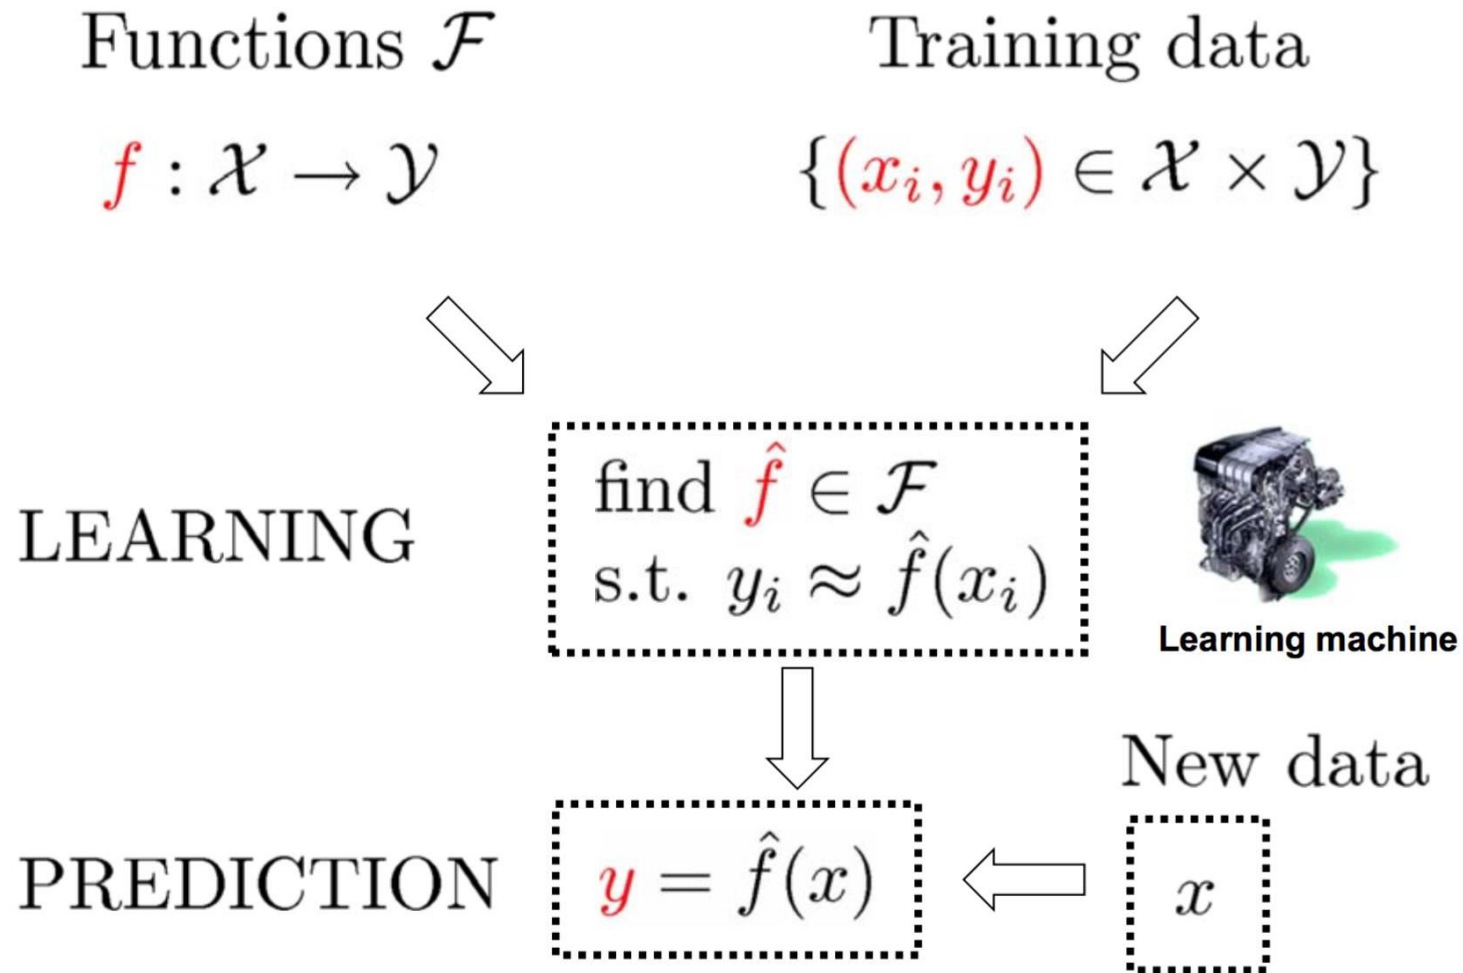 Functions ℱ
f : 𝒳 → 𝒴
Training data
{(xᵢ, yᵢ) ∈ 𝒳 × 𝒴}
LEARNING
find f̂ ∈ ℱ
s.t. yᵢ ≈ f̂(xᵢ)
Learning machine
New data
PREDICTION
y = f̂(x)
x